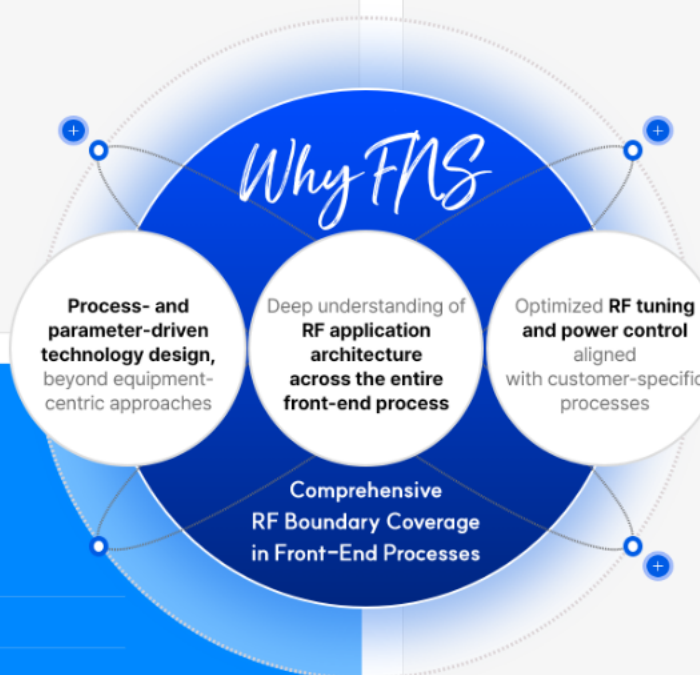 Why FNS
Process- and
parameter-driven
technology design,
beyond equipment-
centric approaches
Deep understanding of
RF application
architecture
across the entire
front-end process
Optimized RF tuning
and power control
aligned
with customer-specific
processes
Comprehensive
RF Boundary Coverage
in Front-End Processes